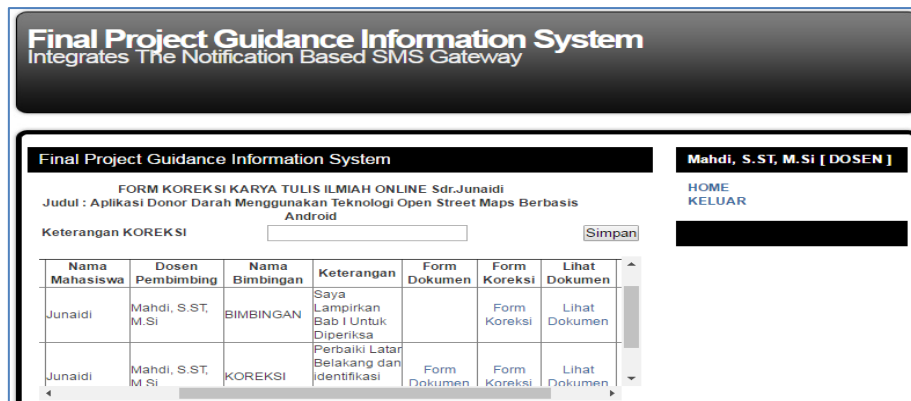 Final Project Guidance Information System
Integrates The Notification Based SMS Gateway
Final Project Guidance Information System
FORM KOREKSI KARYA TULIS ILMIAH ONLINE Sdr.Junaidi
Judul : Aplikasi Donor Darah Menggunakan Teknologi Open Street Maps Berbasis
Android
Keterangan KOREKSI
Simpan
Nama Mahasiswa Dosen Pembimbing Nama Bimbingan Keterangan Form Dokumen Form Koreksi Lihat Dokumen
Junaidi Mahdi, S.ST, M.Si BIMBINGAN Saya Lampirkan Bab I Untuk Diperiksa Form Koreksi Lihat Dokumen
Junaidi Mahdi, S.ST, M.Si KOREKSI Perbaiki Latar Belakang dan identifikasi Form Dokumen Form Koreksi Lihat Dokumen
Mahdi, S.ST, M.Si [ DOSEN ]
HOME
KELUAR